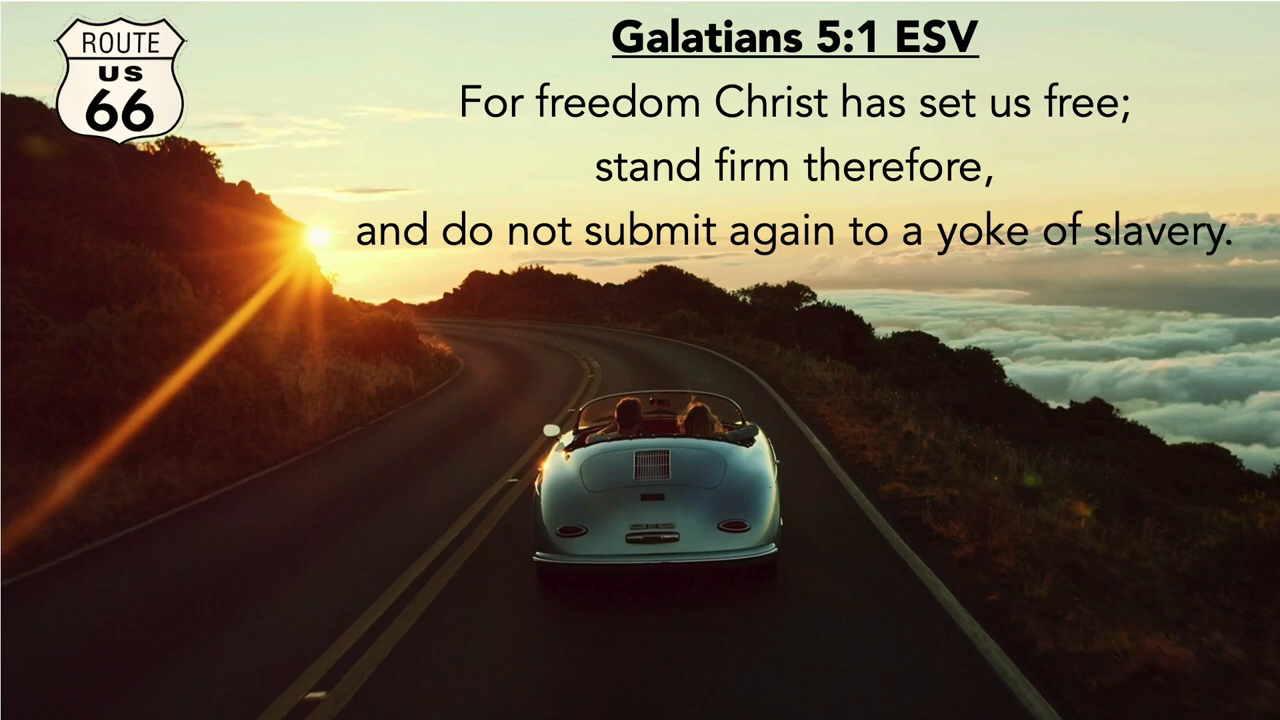 ROUTE
US
66
Galatians 5:1 ESV
For freedom Christ has set us free;
stand firm therefore,
and do not submit again to a yoke of slavery.